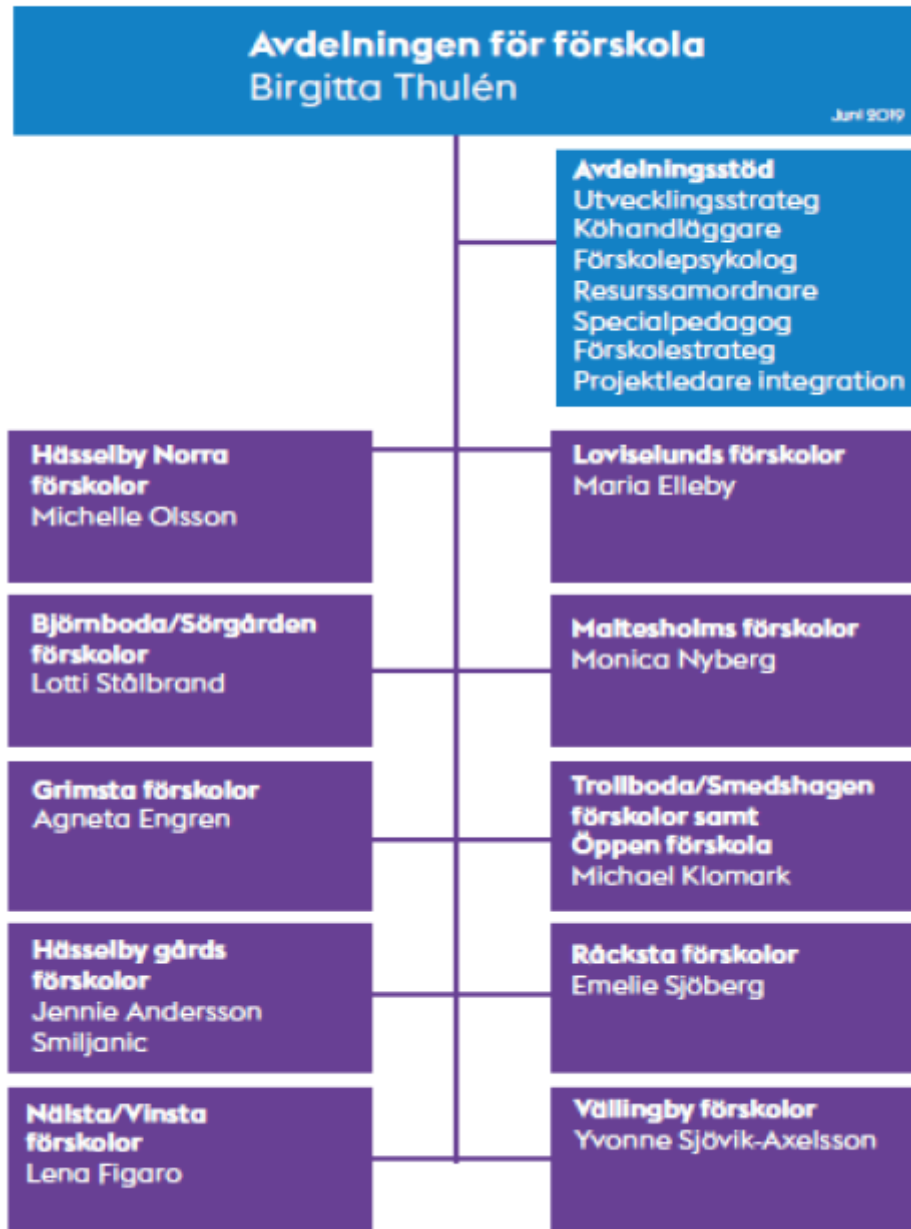 Avdelningen för förskola
Birgitta Thulén
Juni 2019
Avdelningsstöd
Utvecklingsstrateg
Köhandläggare
Förskolepsykolog
Resurssamordnare
Specialpedagog
Förskolestrateg
Projektledare integration
Hässelby Norra
förskolor
Michelle Olsson
Loviselunds förskolor
Maria Elleby
Björnboda/Sörgården
förskolor
Lotti Stålbrand
Maltesholms förskolor
Monica Nyberg
Grimsta förskolor
Agneta Engren
Trollboda/Smedshagen
förskolor samt
Öppen förskola
Michael Klomark
Hässelby gårds
förskolor
Jennie Andersson
Smiljanic
Råcksta förskolor
Emelie Sjöberg
Nälsta/Vinsta
förskolor
Lena Figaro
Vällingby förskolor
Yvonne Sjövik-Axelsson